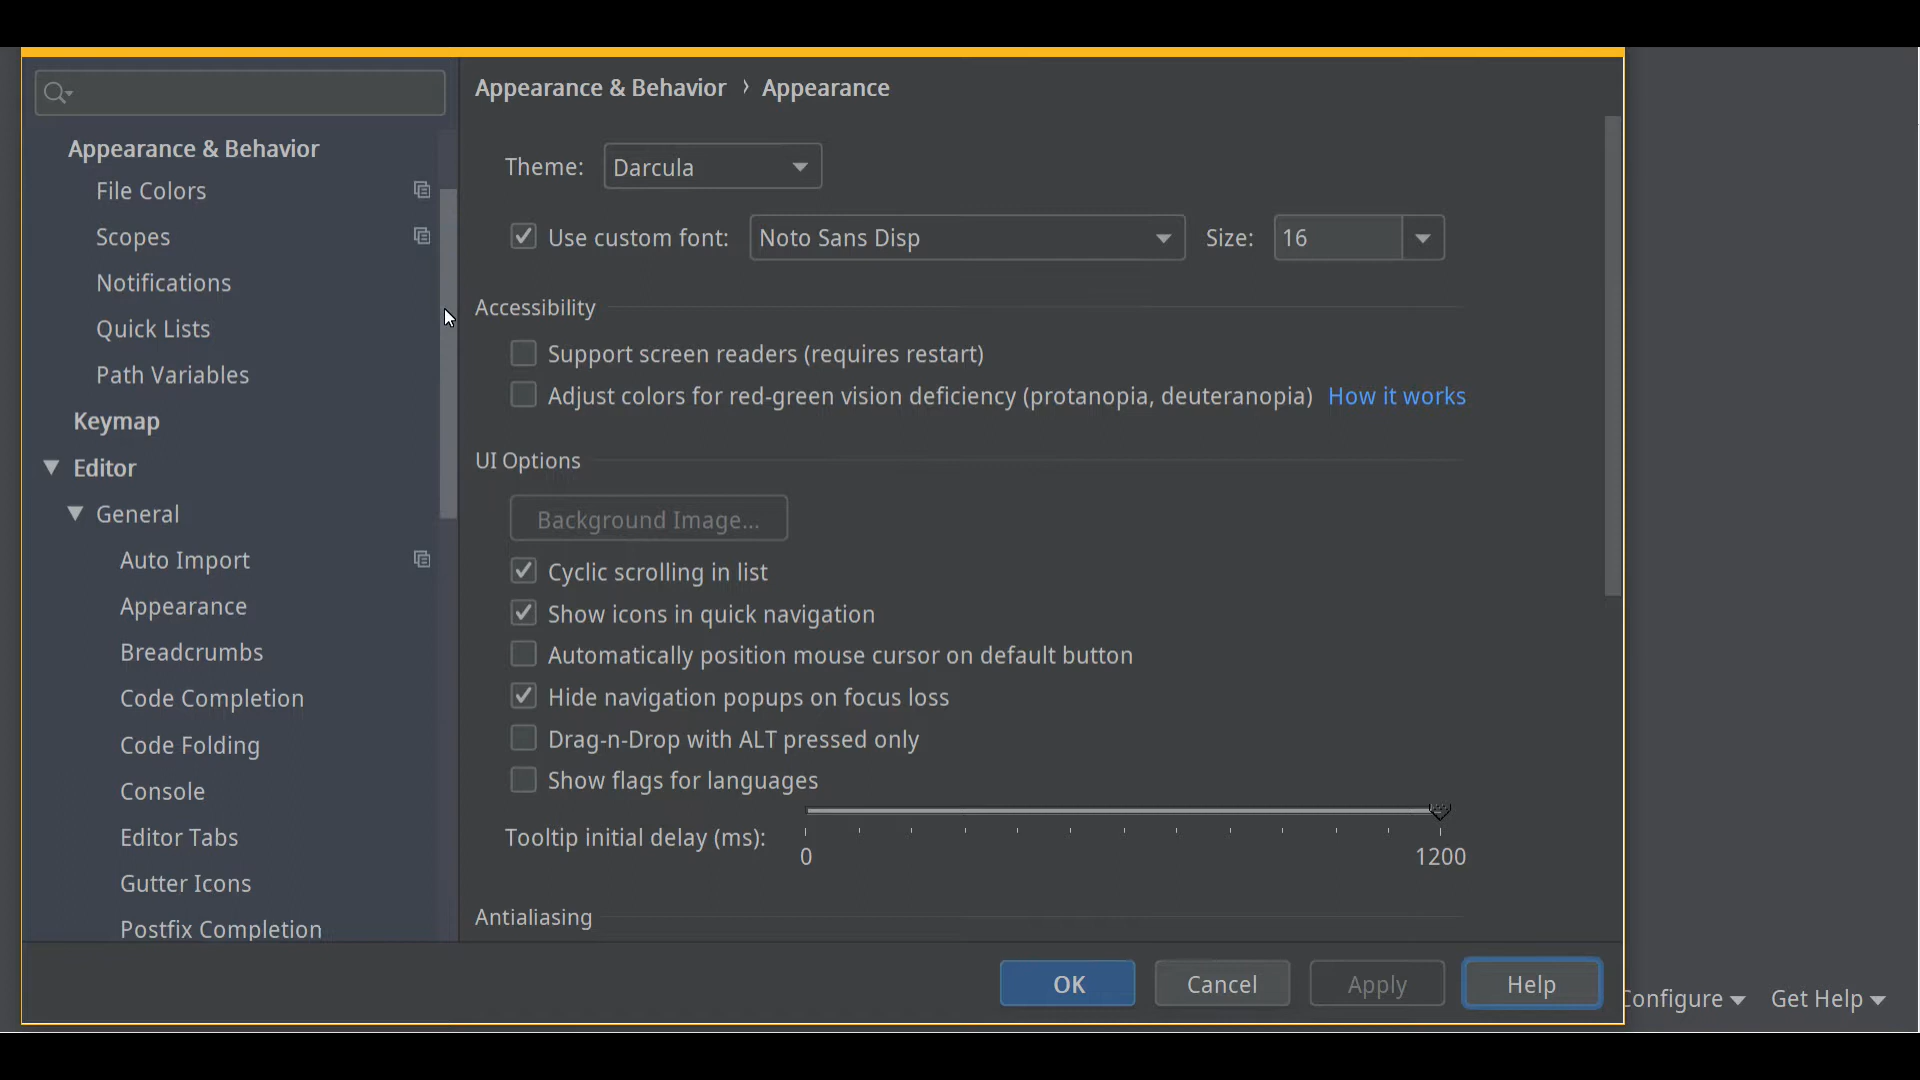 Appearance & Behavior › Appearance
Appearance & Behavior
File Colors
Scopes
Notifications
Quick Lists
Path Variables
Keymap
Editor
General
Auto Import
Appearance
Breadcrumbs
Code Completion
Code Folding
Console
Editor Tabs
Gutter Icons
Postfix Completion
Theme: Darcula
Use custom font: Noto Sans Disp Size: 16
Accessibility
Support screen readers (requires restart)
Adjust colors for red-green vision deficiency (protanopia, deuteranopia) How it works
UI Options
Background Image...
Cyclic scrolling in list
Show icons in quick navigation
Automatically position mouse cursor on default button
Hide navigation popups on focus loss
Drag-n-Drop with ALT pressed only
Show flags for languages
Tooltip initial delay (ms):
0 1200
Antialiasing
OK Cancel Apply Help
onfigure Get Help